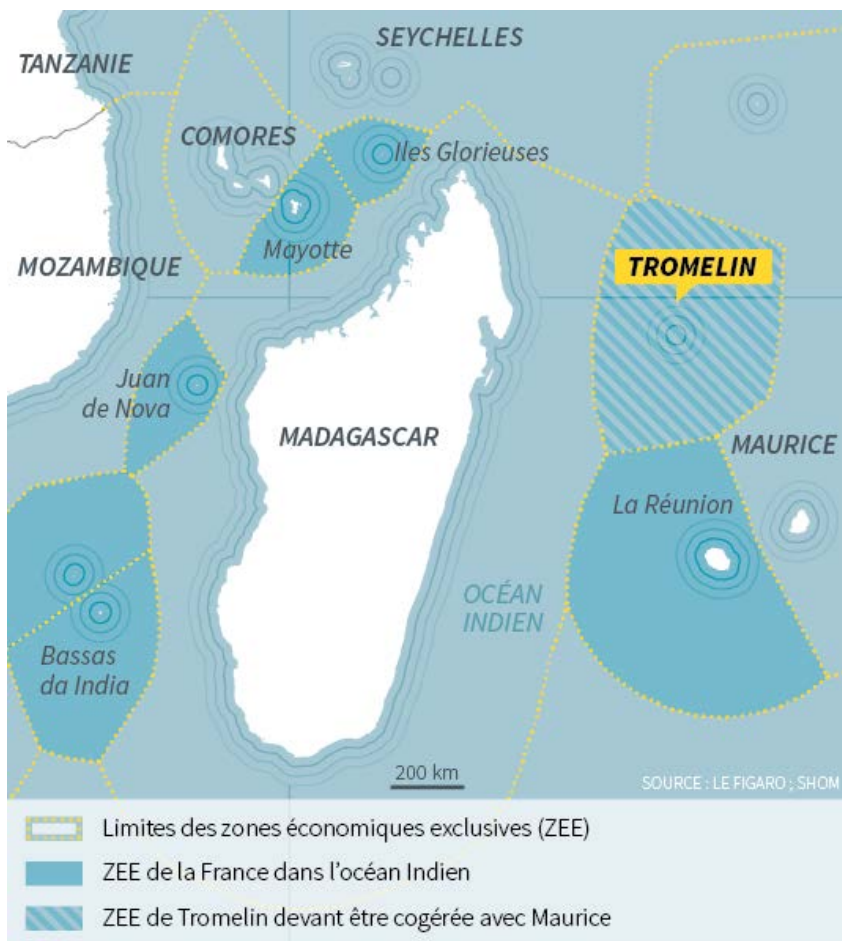 SEYCHELLES
TANZANIE
COMORES
Iles Glorieuses
Mayotte
MOZAMBIQUE
TROMELIN
Juan
de Nova
MADAGASCAR
MAURICE
La Réunion
OCÉAN
INDIEN
Bassas
da India
200 km
SOURCE : LE FIGARO ; SHOM
Limites des zones économiques exclusives (ZEE)
ZEE de la France dans l'océan Indien
ZEE de Tromelin devant être cogérée avec Maurice